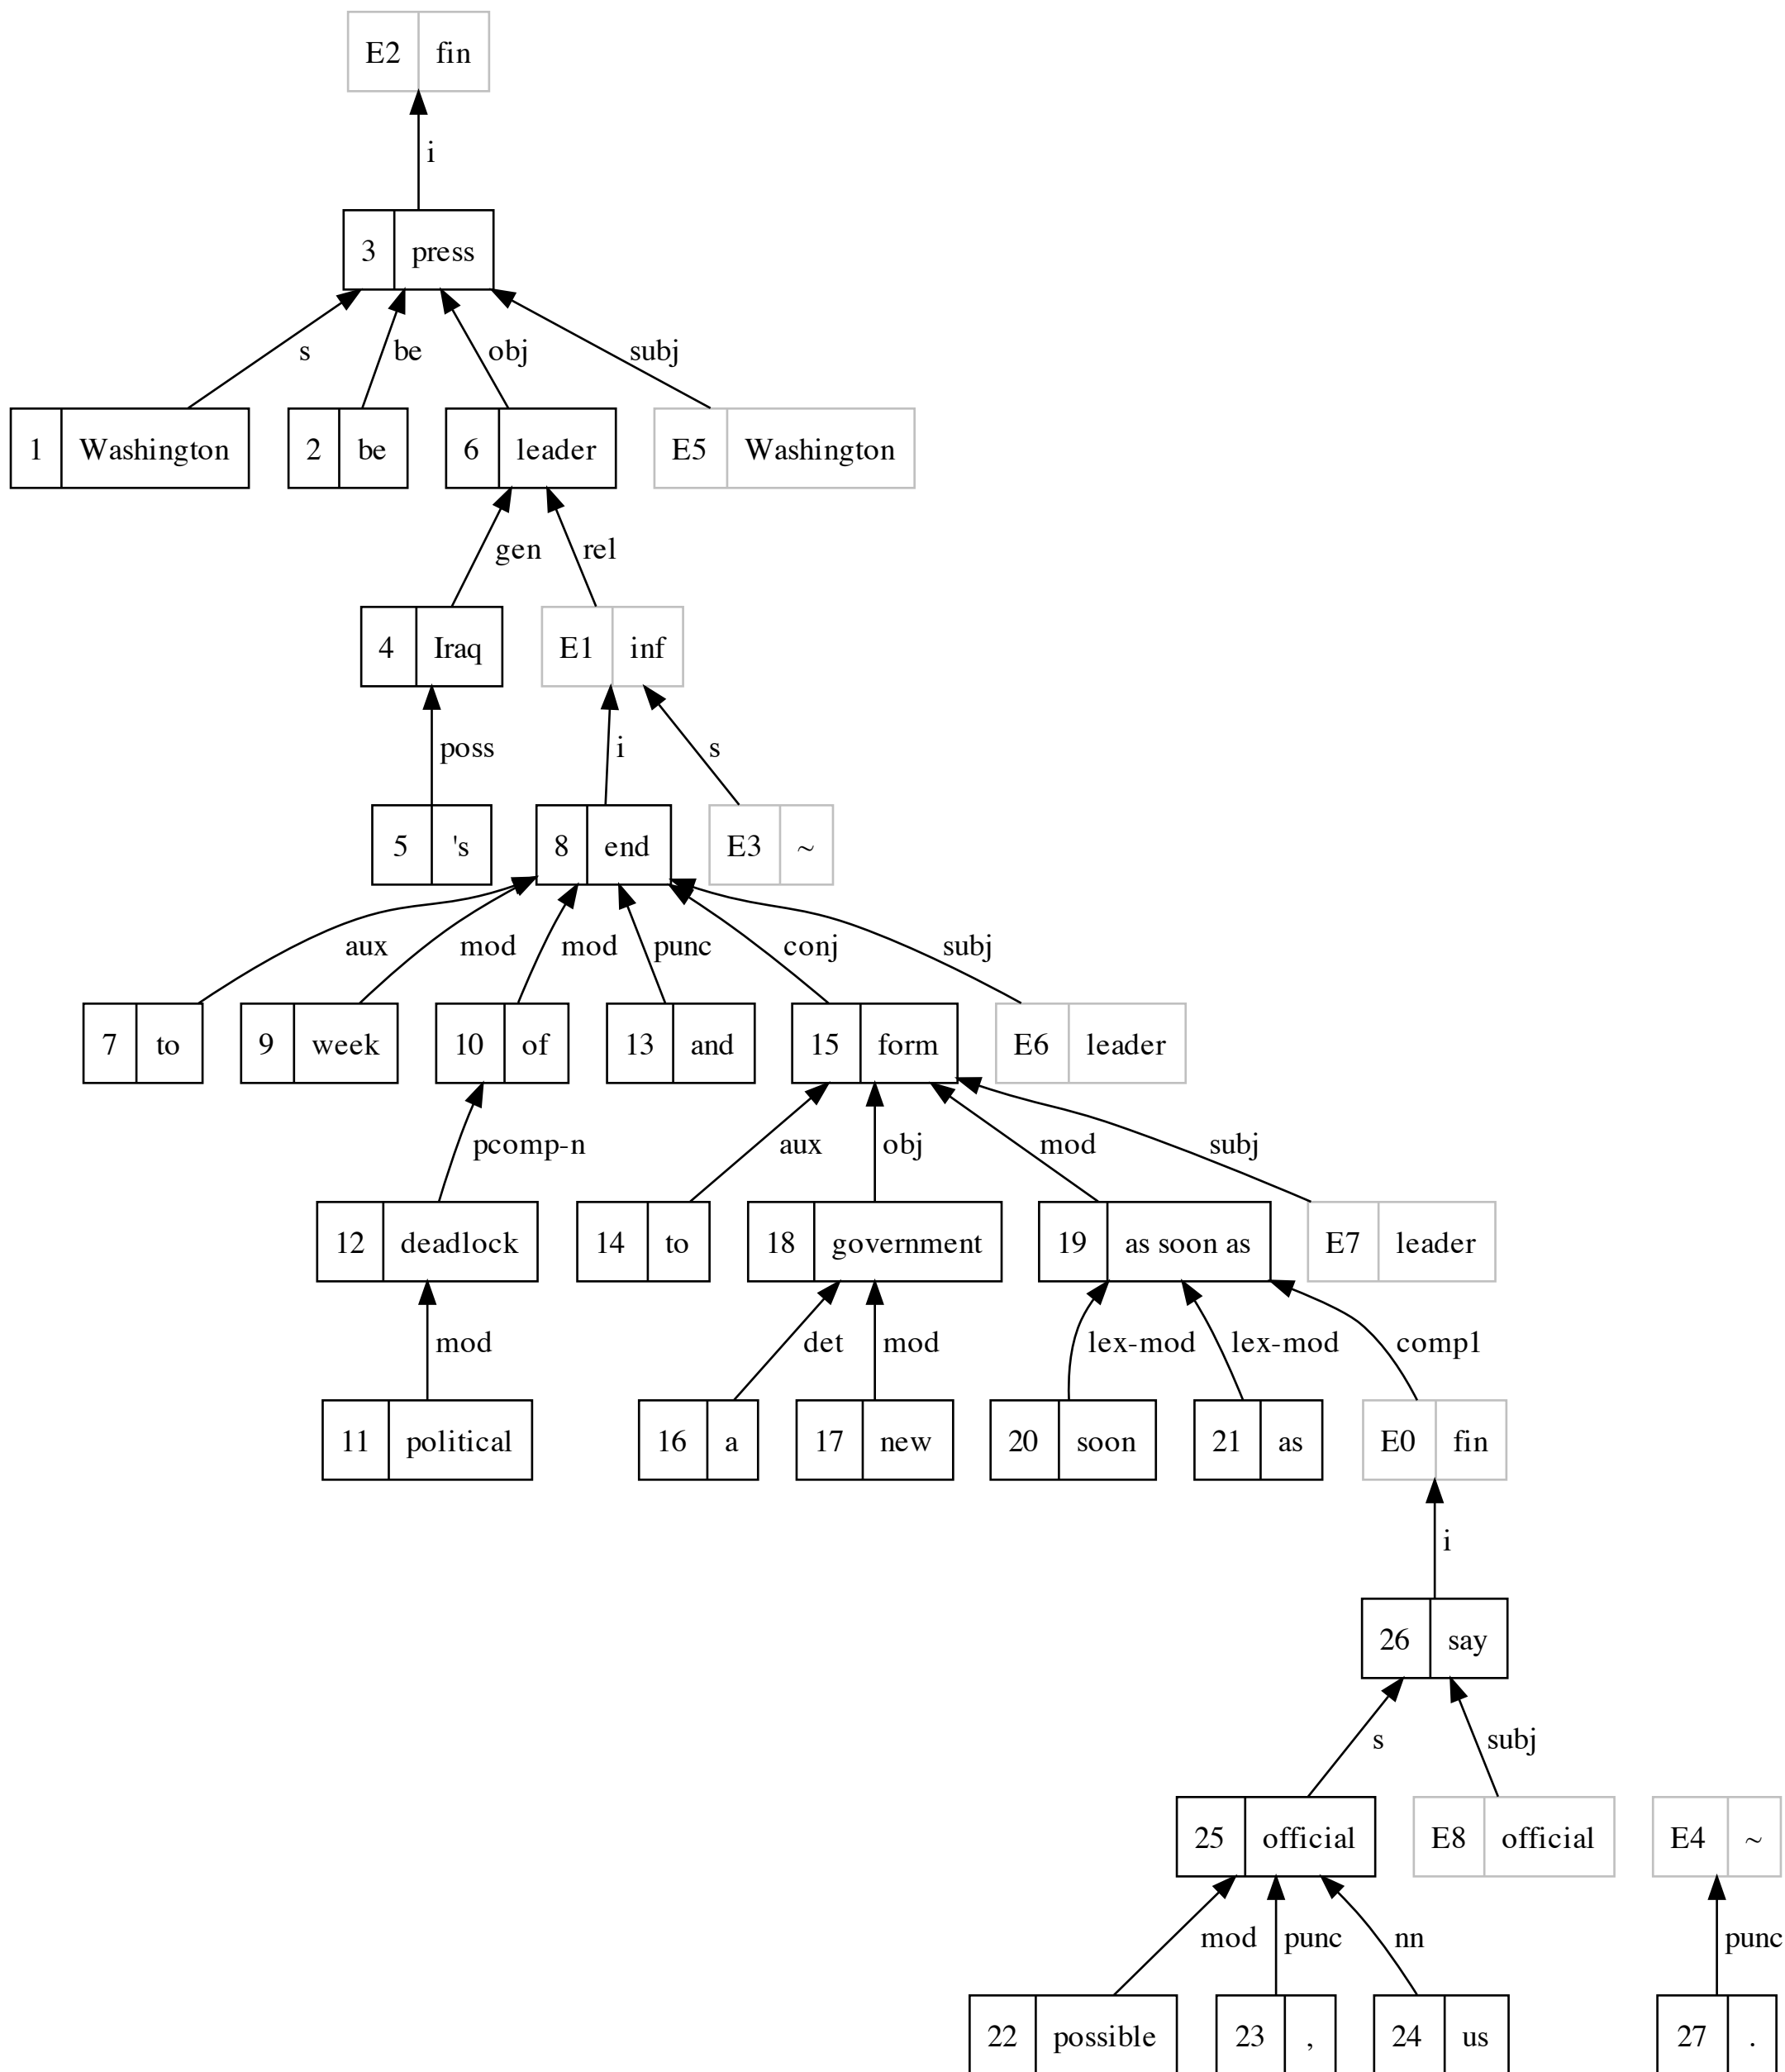 E2 fin
i
3 press
s be obj subj
1 Washington 2 be 6 leader E5 Washington
gen rel
4 Iraq E1 inf
poss i s
5 's 8 end E3 ~
aux mod mod punc conj subj
7 to 9 week 10 of 13 and 15 form E6 leader
pcomp-n aux obj mod subj
12 deadlock 14 to 18 government 19 as soon as E7 leader
mod det mod lex-mod lex-mod comp1
11 political 16 a 17 new 20 soon 21 as E0 fin
i
26 say
s subj
25 official E8 official E4 ~
mod punc nn punc
22 possible 23 , 24 us 27 .